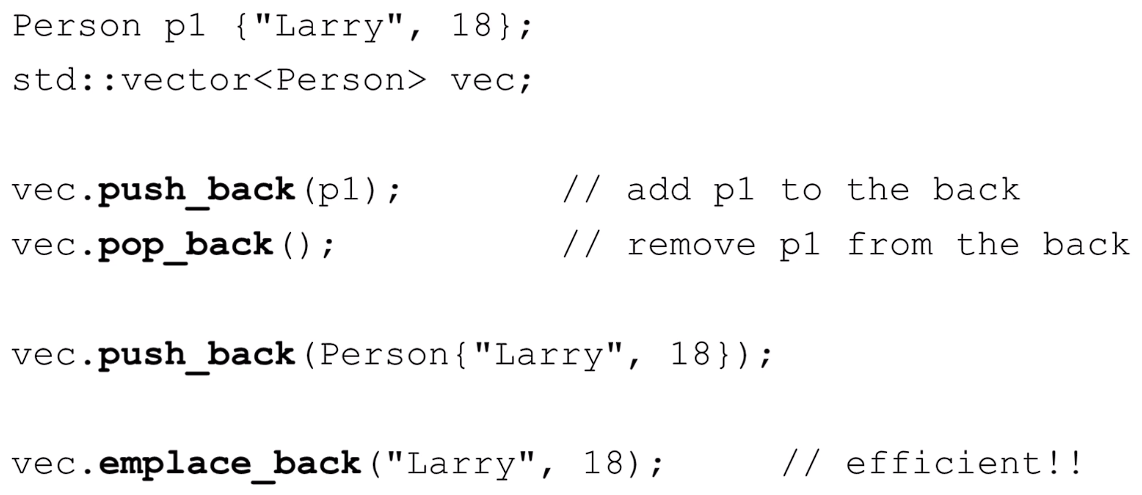 Person p1 {"Larry", 18};
std::vector<Person> vec;
vec.push_back(p1); // add p1 to the back
vec.pop_back(); // remove p1 from the back
vec.push_back(Person{"Larry", 18});
vec.emplace_back("Larry", 18); // efficient!!